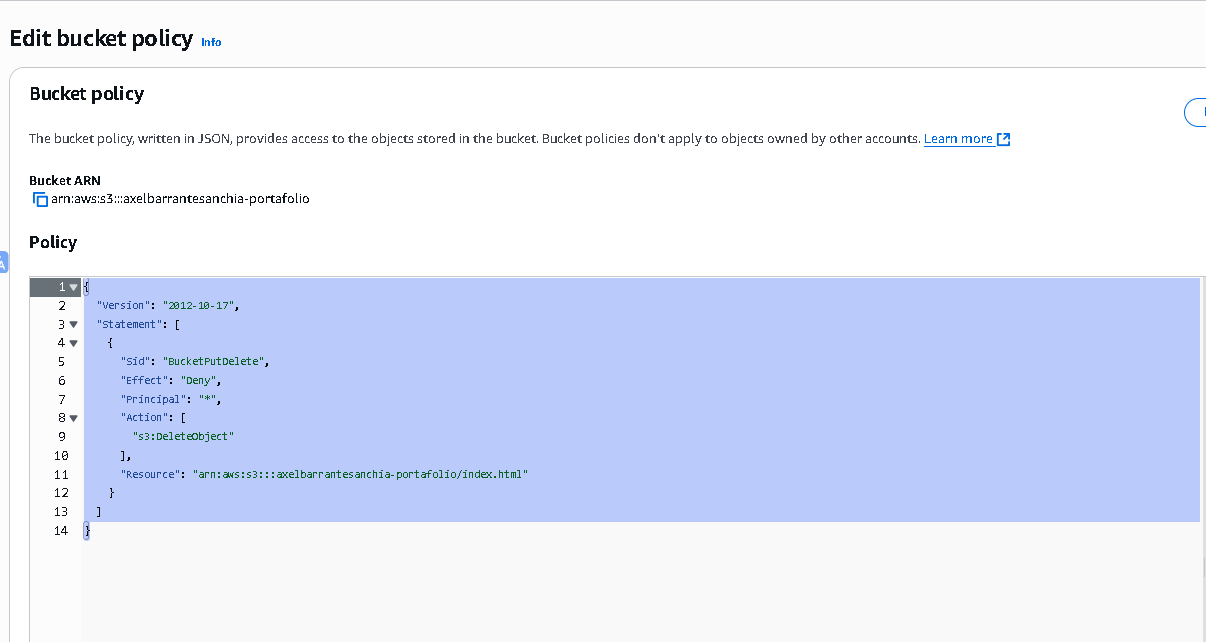 Edit bucket policy Info
Bucket policy
The bucket policy, written in JSON, provides access to the objects stored in the bucket. Bucket policies don't apply to objects owned by other accounts. Learn more
Bucket ARN
arn:aws:s3:::axelbarrantesanchia-portafolio
Policy
1 {
2 "Version": "2012-10-17",
3 "Statement": [
4 {
5 "Sid": "BucketPutDelete",
6 "Effect": "Deny",
7 "Principal": "*",
8 "Action": [
9 "s3:DeleteObject"
10 ],
11 "Resource": "arn:aws:s3:::axelbarrantesanchia-portafolio/index.html"
12 }
13 ]
14 }